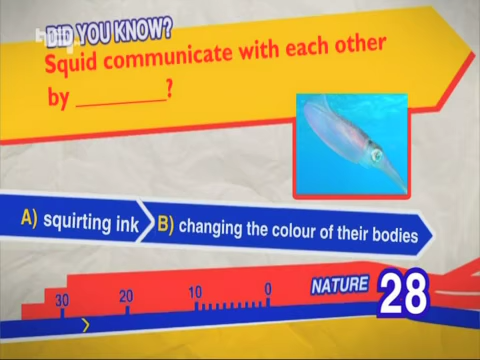 DID YOU KNOW?
Squid communicate with each other
by ________?
A) squirting ink
B) changing the colour of their bodies
30 20 10 0
NATURE 28